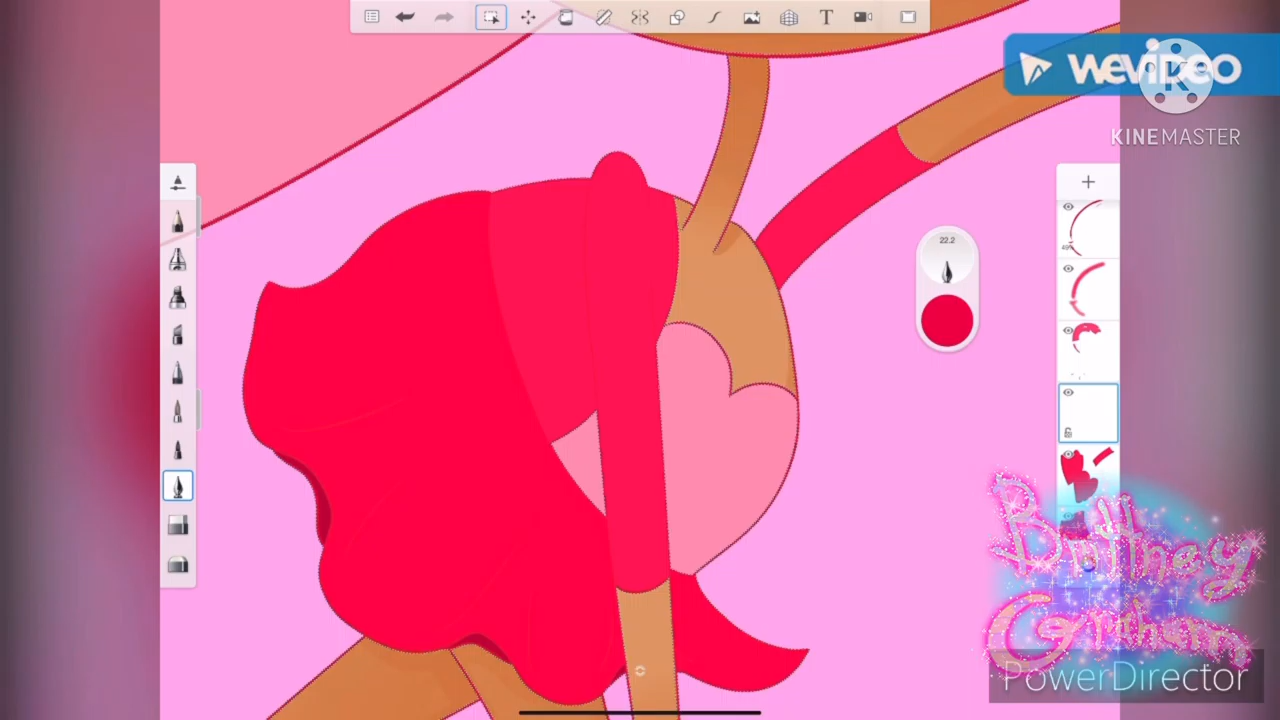 T
wevideo
K
KINEMASTER
22.2
Brittney
Graham
PowerDirector